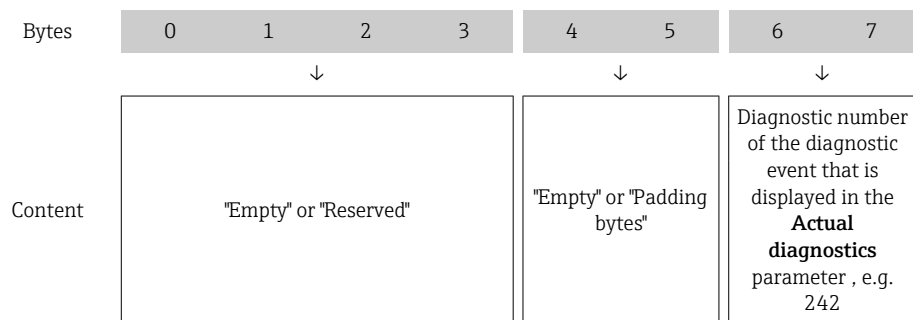 Bytes 0 1 2 3 4 5 6 7
↓ ↓ ↓
Content
"Empty" or "Reserved"
"Empty" or "Padding
bytes"
Diagnostic number
of the diagnostic
event that is
displayed in the
Actual
diagnostics
parameter , e.g.
242